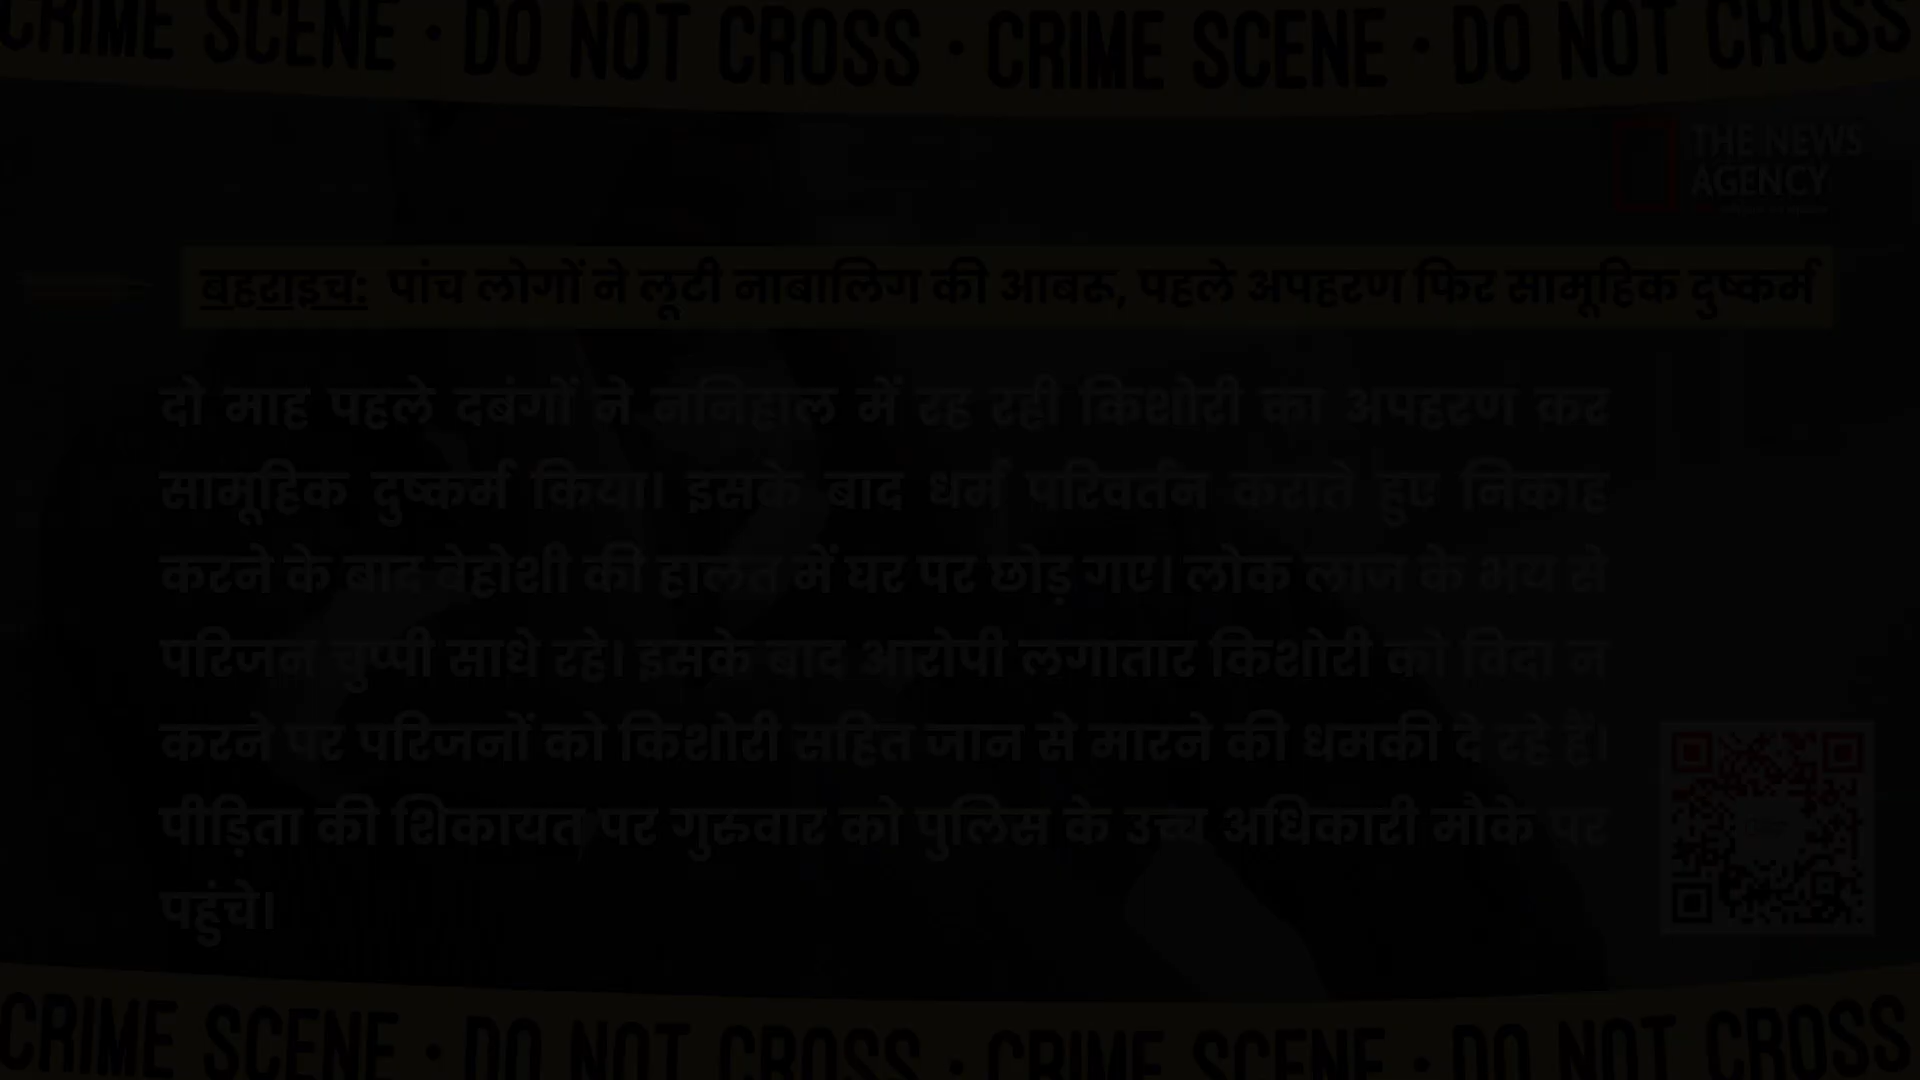 CRIME SCENE · DO NOT CROSS · CRIME SCENE · DO NOT CROSS
THE NEWS
AGENCY
बहराइच: पांच लोगों ने लूटी नाबालिग की आबरू, पहले अपहरण फिर सामूहिक दुष्कर्म
दो माह पहले दबंगों ने ननिहाल में रह रही किशोरी का अपहरण कर
सामूहिक दुष्कर्म किया। इसके बाद धर्म परिवर्तन कराते हुए निकाह
करने के बाद बेहोशी की हालत में घर पर छोड़ गए। लोक लाज के भय से
परिजन चुप्पी साधे रहे। इसके बाद आरोपी लगातार किशोरी को विदा न
करने पर परिजनों को किशोरी सहित जान से मारने की धमकी दे रहे हैं।
पीड़िता की शिकायत पर गुरुवार को पुलिस के उच्च अधिकारी मौके पर
पहुंचे।
CRIME SCENE · DO NOT CROSS · CRIME SCENE · DO NOT CROSS